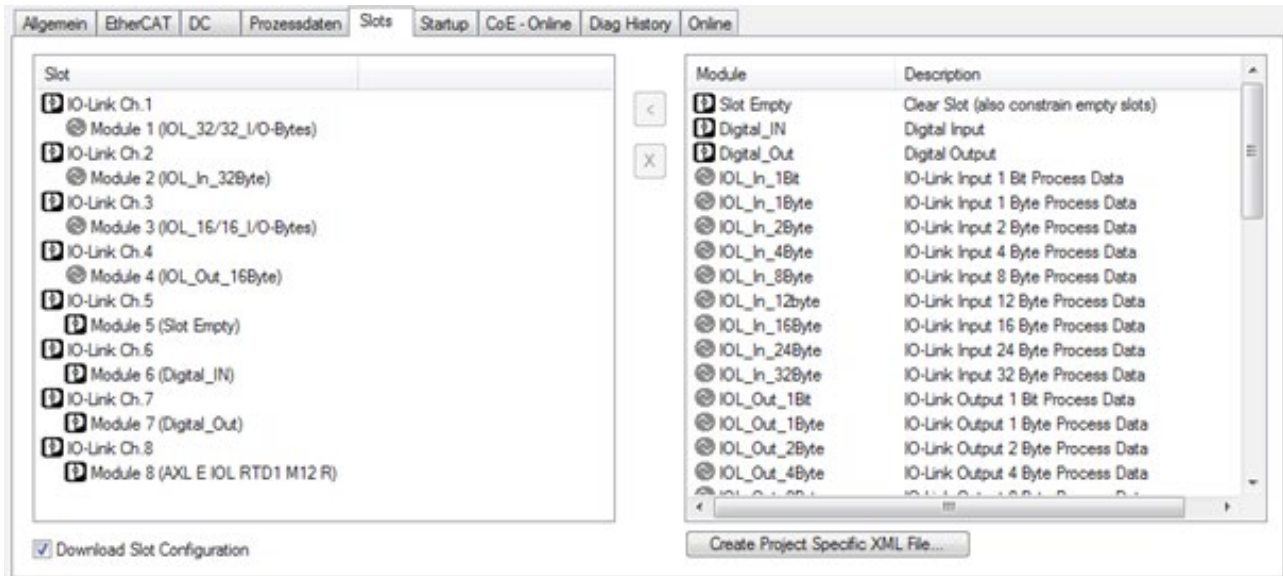 Allgemein EtherCAT DC Prozessdaten Slots Startup CoE - Online Diag History Online
Slot
IO-Link Ch.1
Module 1 (IOL_32/32_I/O-Bytes)
IO-Link Ch.2
Module 2 (IOL_In_32Byte)
IO-Link Ch.3
Module 3 (IOL_16/16_I/O-Bytes)
IO-Link Ch.4
Module 4 (IOL_Out_16Byte)
IO-Link Ch.5
Module 5 (Slot Empty)
IO-Link Ch.6
Module 6 (Digital_IN)
IO-Link Ch.7
Module 7 (Digital_Out)
IO-Link Ch.8
Module 8 (AXL E IOL RTD1 M12 R)
Download Slot Configuration
<
X
Module Description
Slot Empty Clear Slot (also constrain empty slots)
Digital_IN Digital Input
Digital_Out Digital Output
IOL_In_1Bit IO-Link Input 1 Bit Process Data
IOL_In_1Byte IO-Link Input 1 Byte Process Data
IOL_In_2Byte IO-Link Input 2 Byte Process Data
IOL_In_4Byte IO-Link Input 4 Byte Process Data
IOL_In_8Byte IO-Link Input 8 Byte Process Data
IOL_In_12byte IO-Link Input 12 Byte Process Data
IOL_In_16Byte IO-Link Input 16 Byte Process Data
IOL_In_24Byte IO-Link Input 24 Byte Process Data
IOL_In_32Byte IO-Link Input 32 Byte Process Data
IOL_Out_1Bit IO-Link Output 1 Bit Process Data
IOL_Out_1Byte IO-Link Output 1 Byte Process Data
IOL_Out_2Byte IO-Link Output 2 Byte Process Data
IOL_Out_4Byte IO-Link Output 4 Byte Process Data
Create Project Specific XML File...